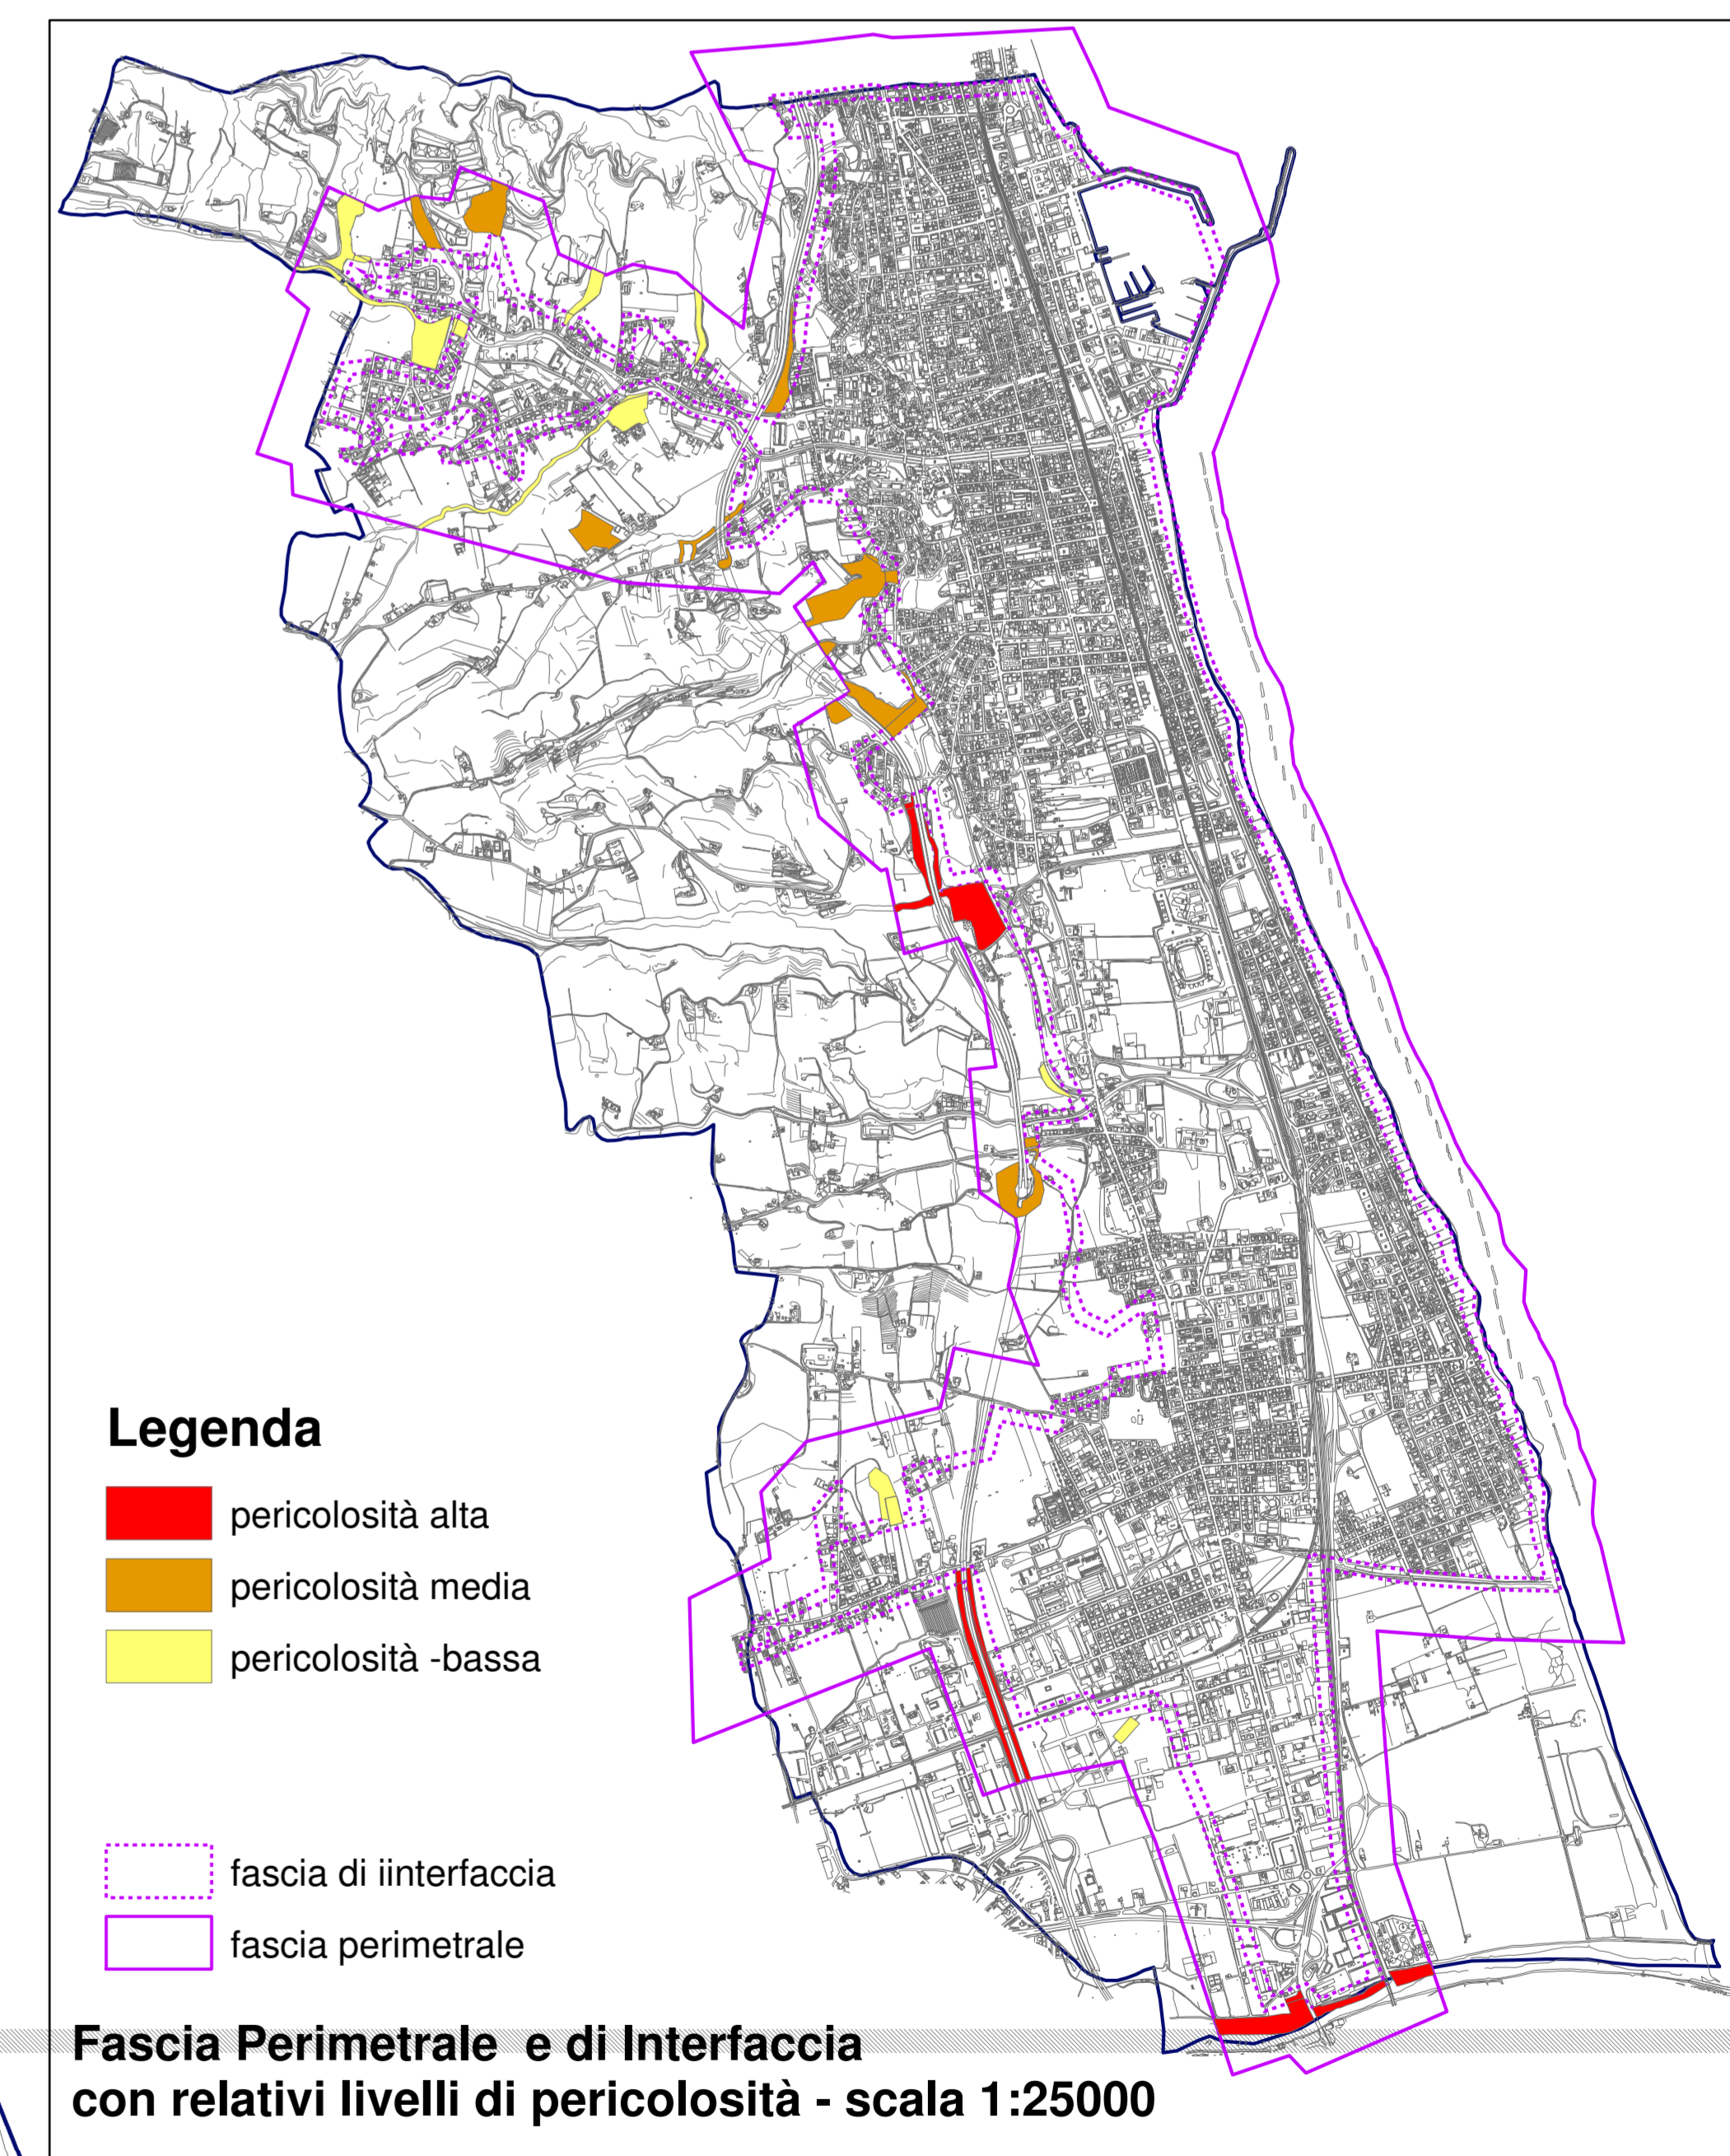 Legenda
pericolosità alta
pericolosità media
pericolosità -bassa
fascia di iinterfaccia
fascia perimetrale
Fascia Perimetrale e di Interfaccia
con relativi livelli di pericolosità - scala 1:25000